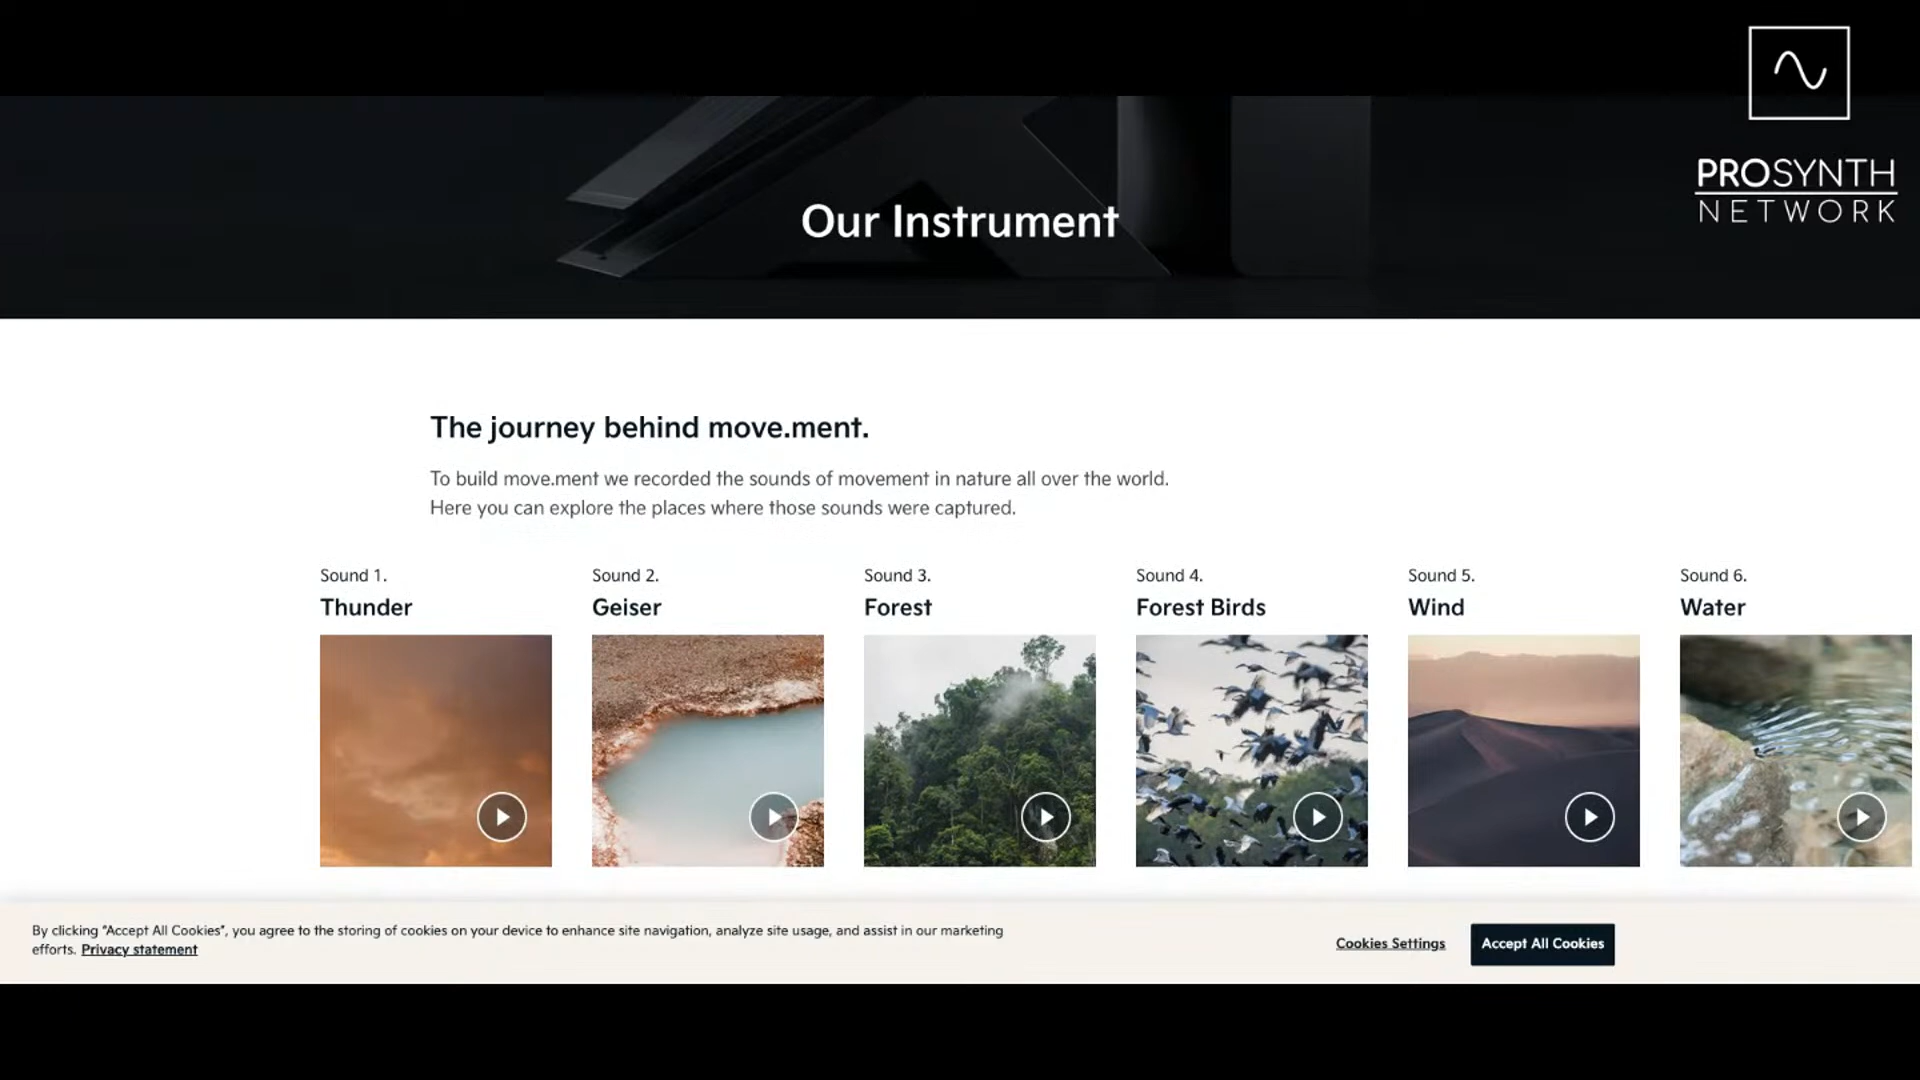 PROSYNTH
NETWORK
Our Instrument
The journey behind move.ment.
To build move.ment we recorded the sounds of movement in nature all over the world.
Here you can explore the places where those sounds were captured.
Sound 1.
Thunder
Sound 2.
Geiser
Sound 3.
Forest
Sound 4.
Forest Birds
Sound 5.
Wind
Sound 6.
Water
By clicking "Accept All Cookies", you agree to the storing of cookies on your device to enhance site navigation, analyze site usage, and assist in our marketing
efforts. Privacy statement
Cookies Settings
Accept All Cookies